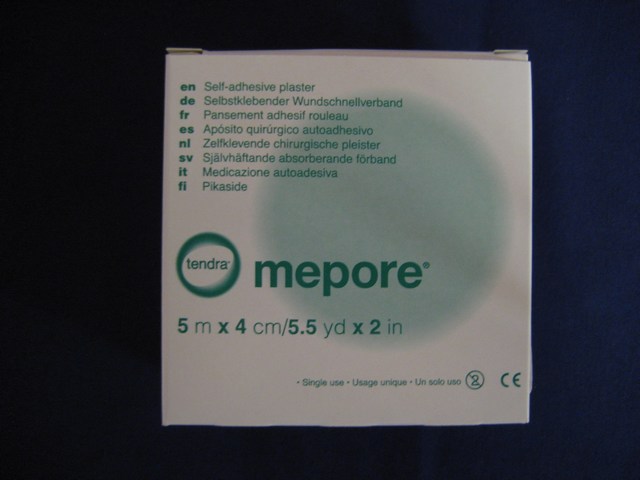 en Self-adhesive plaster
de Selbstklebender Wundschnellverband
fr Pansement adhesif rouleau
es Apósito quirúrgico autoadhesivo
nl Zelfklevende chirurgische pleister
sv Självhäftande absorberande förband
it Medicazione autoadesiva
fi Pikaside
tendra®
mepore®
5 m x 4 cm/5.5 yd x 2 in
• Single use • Usage unique • Un solo uso 2 CE